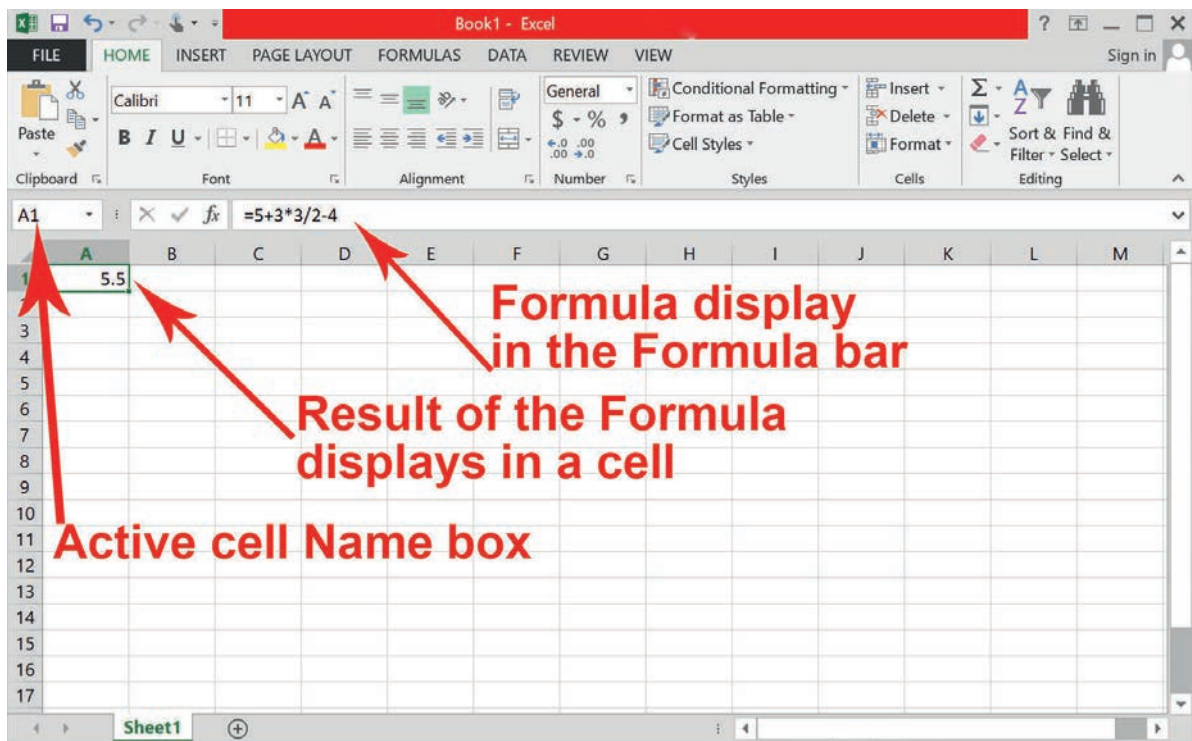 Book1 - Excel
?
FILE HOME INSERT PAGE LAYOUT FORMULAS DATA REVIEW VIEW Sign in
Paste
Calibri 11 A A
B I U A
General
$ - % ,
.0 .00
.00 .0
Conditional Formatting
Format as Table
Cell Styles
Insert
Delete
Format
Σ
A
Z
Sort & Filter
Find & Select
Clipboard Font Alignment Number Styles Cells Editing
A1 fx =5+3*3/2-4
A B C D E F G H I J K L M
1 5.5
Formula display
in the Formula bar
Result of the Formula
displays in a cell
Active cell Name box
3
4
5
6
7
8
9
10
11
12
13
14
15
16
17
Sheet1